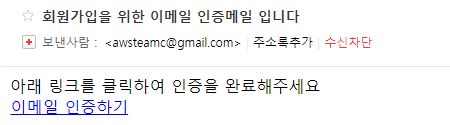 회원가입을 위한 이메일 인증메일 입니다
보낸사람 : <awsteamc@gmail.com> 주소록추가 수신차단
아래 링크를 클릭하여 인증을 완료해주세요
이메일 인증하기